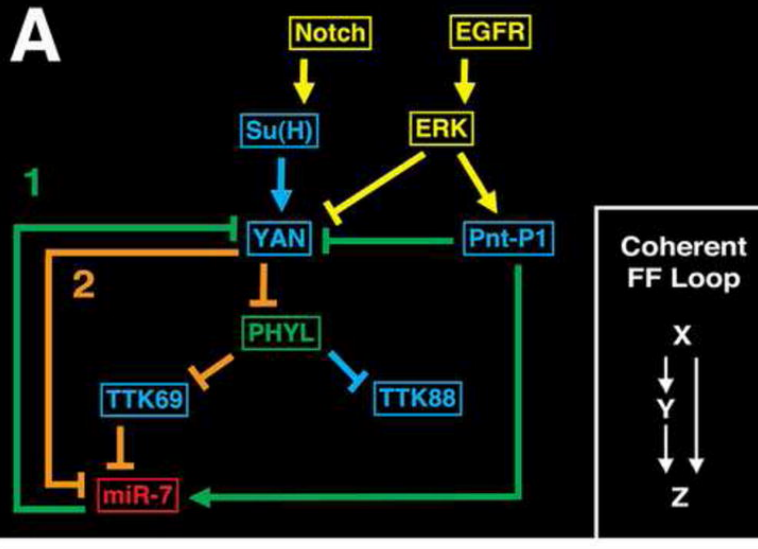 A
Notch
EGFR
Su(H)
ERK
1
YAN
Pnt-P1
2
PHYL
TTK69
TTK88
miR-7
Coherent
FF Loop
X
Y
Z